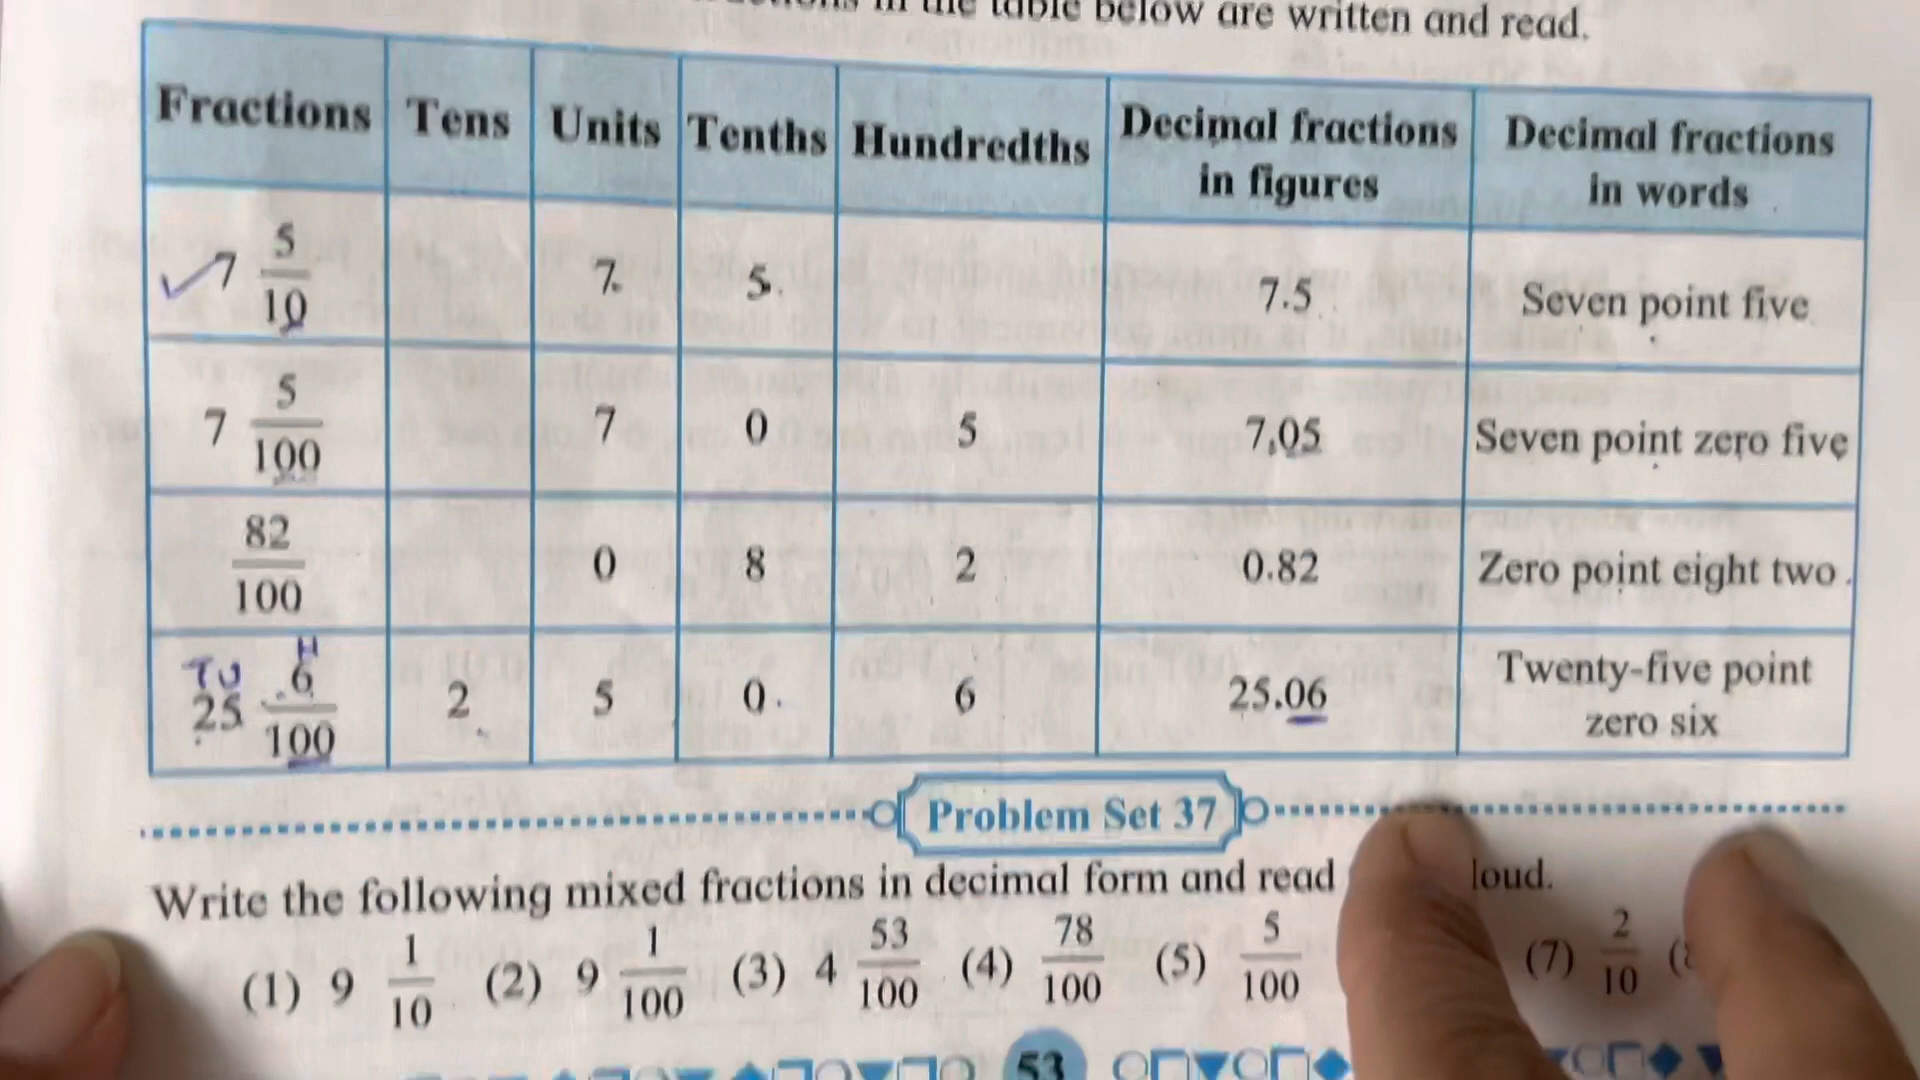 in the table below are written and read.
Fractions Tens Units Tenths Hundredths Decimal fractions in figures Decimal fractions in words
7 5/10 7 5 7.5 Seven point five
7 5/100 7 0 5 7.05 Seven point zero five
82/100 0 8 2 0.82 Zero point eight two
TU H
25 6/100 2 5 0 6 25.06 Twenty-five point zero six
Problem Set 37
Write the following mixed fractions in decimal form and read loud.
(1) 9 1/10 (2) 9 1/100 (3) 4 53/100 (4) 78/100 (5) 5/100 (7) 2/10
53